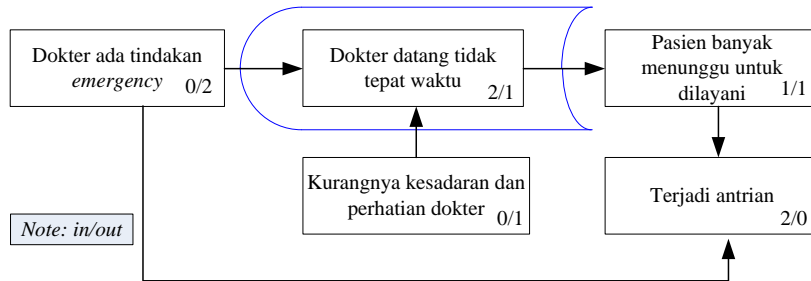 Dokter ada tindakan
emergency
0/2
Dokter datang tidak
tepat waktu
2/1
Pasien banyak
menunggu untuk
dilayani
1/1
Kurangnya kesadaran dan
perhatian dokter
0/1
Terjadi antrian
2/0
Note: in/out